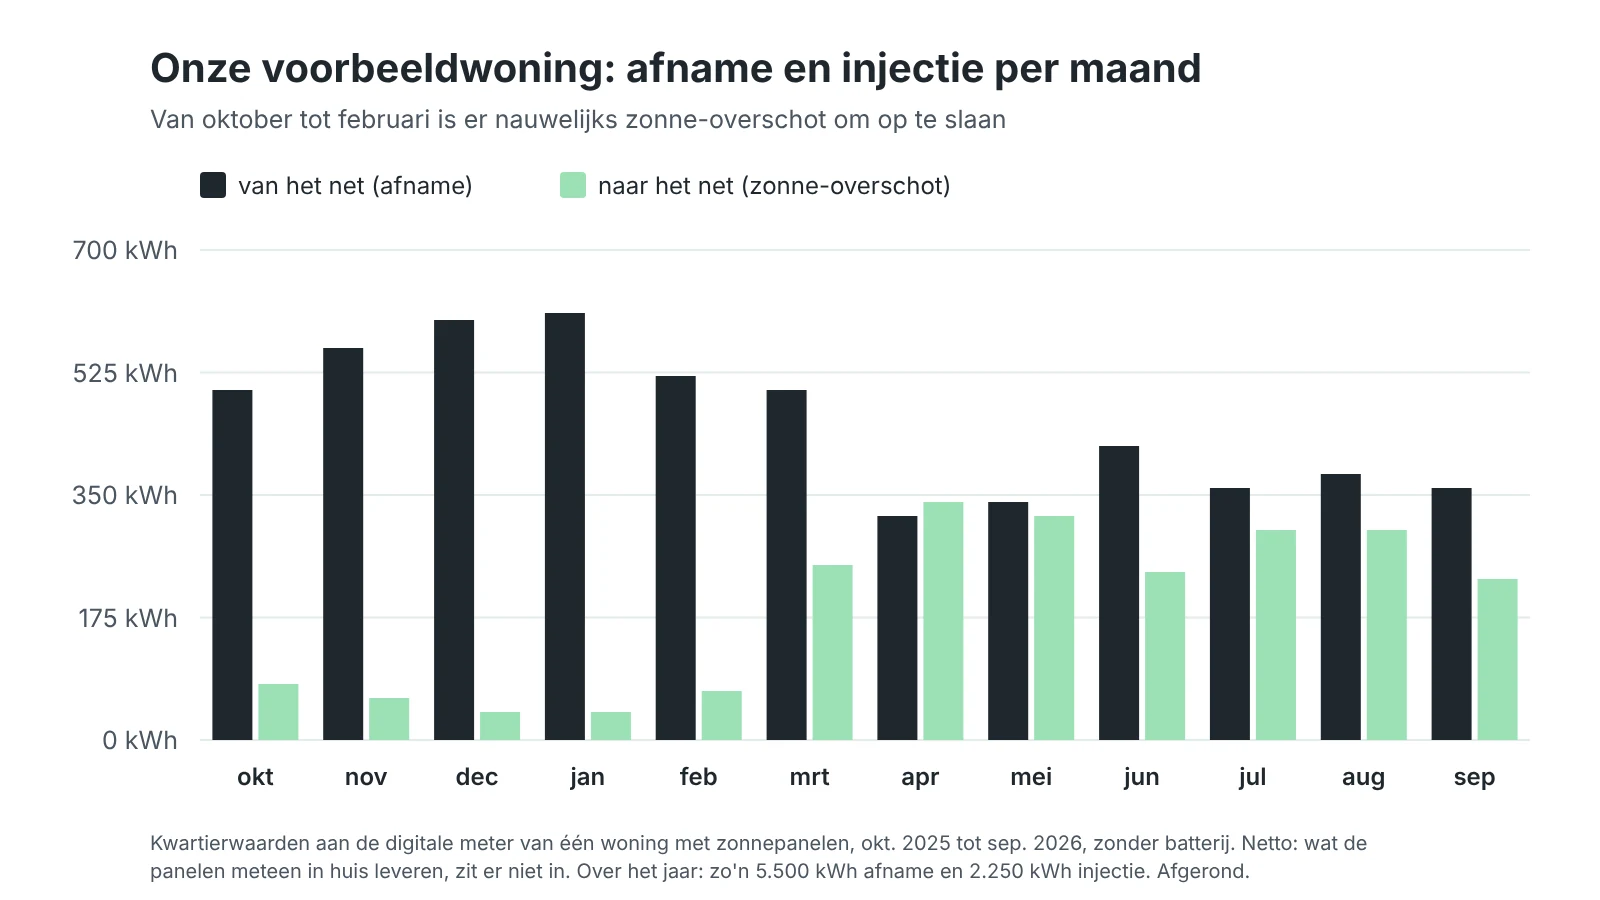 Onze voorbeeldwoning: afname en injectie per maand
Van oktober tot februari is er nauwelijks zonne-overschot om op te slaan
van het net (afname)
naar het net (zonne-overschot)
700 kWh
525 kWh
350 kWh
175 kWh
0 kWh
okt nov dec jan feb mrt apr mei jun jul aug sep
Kwartierwaarden aan de digitale meter van één woning met zonnepanelen, okt. 2025 tot sep. 2026, zonder batterij. Netto: wat de
panelen meteen in huis leveren, zit er niet in. Over het jaar: zo'n 5.500 kWh afname en 2.250 kWh injectie. Afgerond.